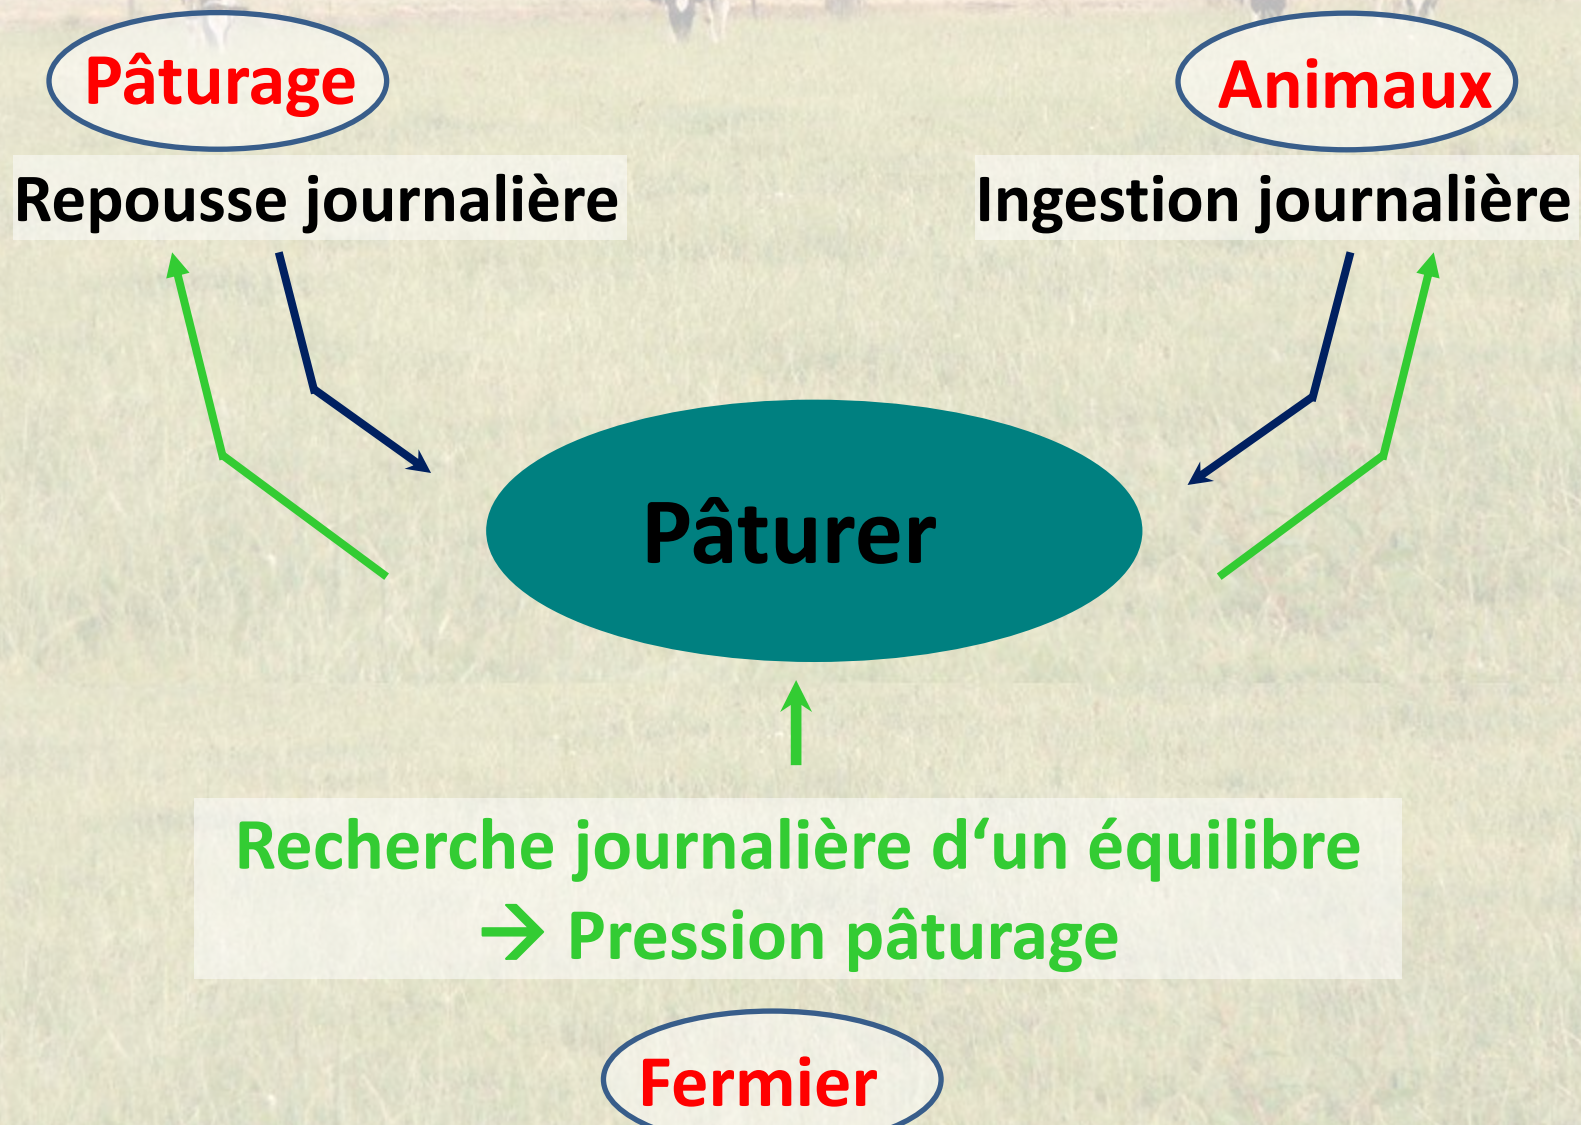 Pâturage
Animaux
Repousse journalière
Ingestion journalière
Pâturer
Recherche journalière d‘un équilibre
→ Pression pâturage
Fermier